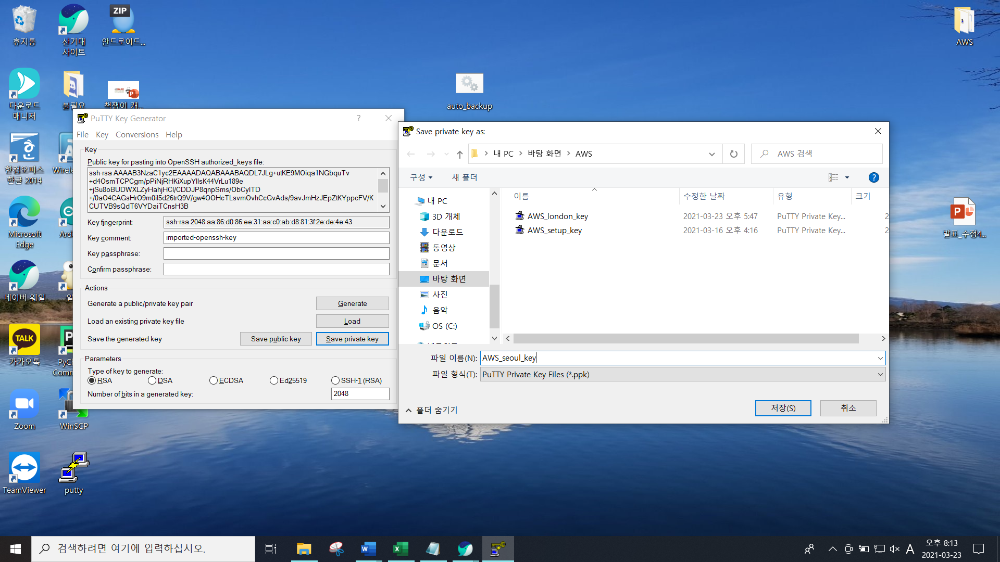 휴지통
산기대
사이트
ZIP
안드로이드...
AWS
다운로드
매니저
불필요
책쟁이 캐...
auto_backup
한컴오피스
한글 2014
Microsoft
Edge
네이버 웨일
TALK
카카오톡
Zoom
WinSCP
TeamViewer
putty
발표_수정4...
PuTTY Key Generator
?
File Key Conversions Help
Key
Public key for pasting into OpenSSH authorized_keys file:
ssh-rsa AAAAB3NzaC1yc2EAAAADAQABAAABAQDL7JLg+utKE9MOiqa1NGbquTv
+d4OsmTCPCgm/pPiNjRHKiXupYllsK44VrLu189e
+jSu8oBUDWXLZyHahjHCl/CDDJP8qnpSms/ObCyITD
+/0aO4CAGsHrO9m0il5d26trQ9V/gw4OOHcTLsvmOvhCcGvAds/9avJmHzJEpZtKYppcFV/K
CUTVB9sQdT6VYDaiTCnsH3B
Key fingerprint: ssh-rsa 2048 aa:86:d0:86:ee:31:aa:c0:ab:d8:81:3f:2e:de:4e:43
Key comment: imported-openssh-key
Key passphrase:
Confirm passphrase:
Actions
Generate a public/private key pair Generate
Load an existing private key file Load
Save the generated key Save public key Save private key
Parameters
Type of key to generate:
RSA DSA ECDSA Ed25519 SSH-1 (RSA)
Number of bits in a generated key: 2048
Save private key as:
내 PC 바탕 화면 AWS
AWS 검색
구성 새 폴더
?
내 PC
3D 개체
다운로드
동영상
문서
바탕 화면
사진
음악
OS (C:)
이름 수정한 날짜 유형 크기
AWS_london_key 2021-03-23 오후 5:47 PuTTY Private Key... 2
AWS_setup_key 2021-03-16 오후 4:16 PuTTY Private Key... 2
파일 이름(N): AWS_seoul_key
파일 형식(T): PuTTY Private Key Files (*.ppk)
폴더 숨기기
저장(S) 취소
검색하려면 여기에 입력하십시오.
A
오후 8:13
2021-03-23